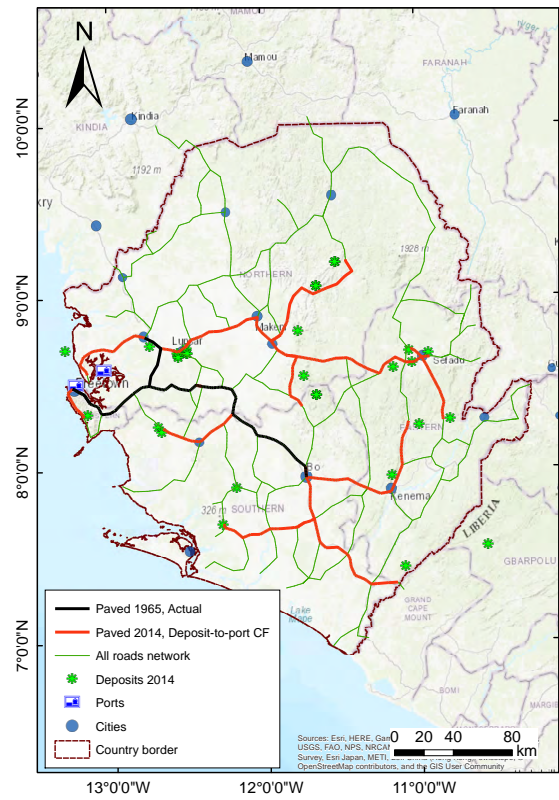 N
MAMOU
Mamou
1998
FARANAH
Kindia
Faranah
KINDIA
10°0'0"N
1192 m
kry
1928 m
9°0'0"N
NORTHERN
Makeni
Lunsar
Sefadu
Freetown
EASTERN
8°0'0"N
Bo
Kenema
326 m
SOUTHERN
LIBERIA
GBARPOLU
GRAND
CAPE
MOUNT
Lake
7°0'0"N
BOMI
Paved 1965, Actual
Paved 2014, Deposit-to-port CF
All roads network
Deposits 2014
Ports
Cities
Country border
Sources: Esri, HERE,
USGS, FAO, NPS,
Survey, Esri Japan, METI,
OpenStreetMap contributors, and the GIS User Community
0 20 40 60 80
km
13°0'0"W 12°0'0"W 11°0'0"W